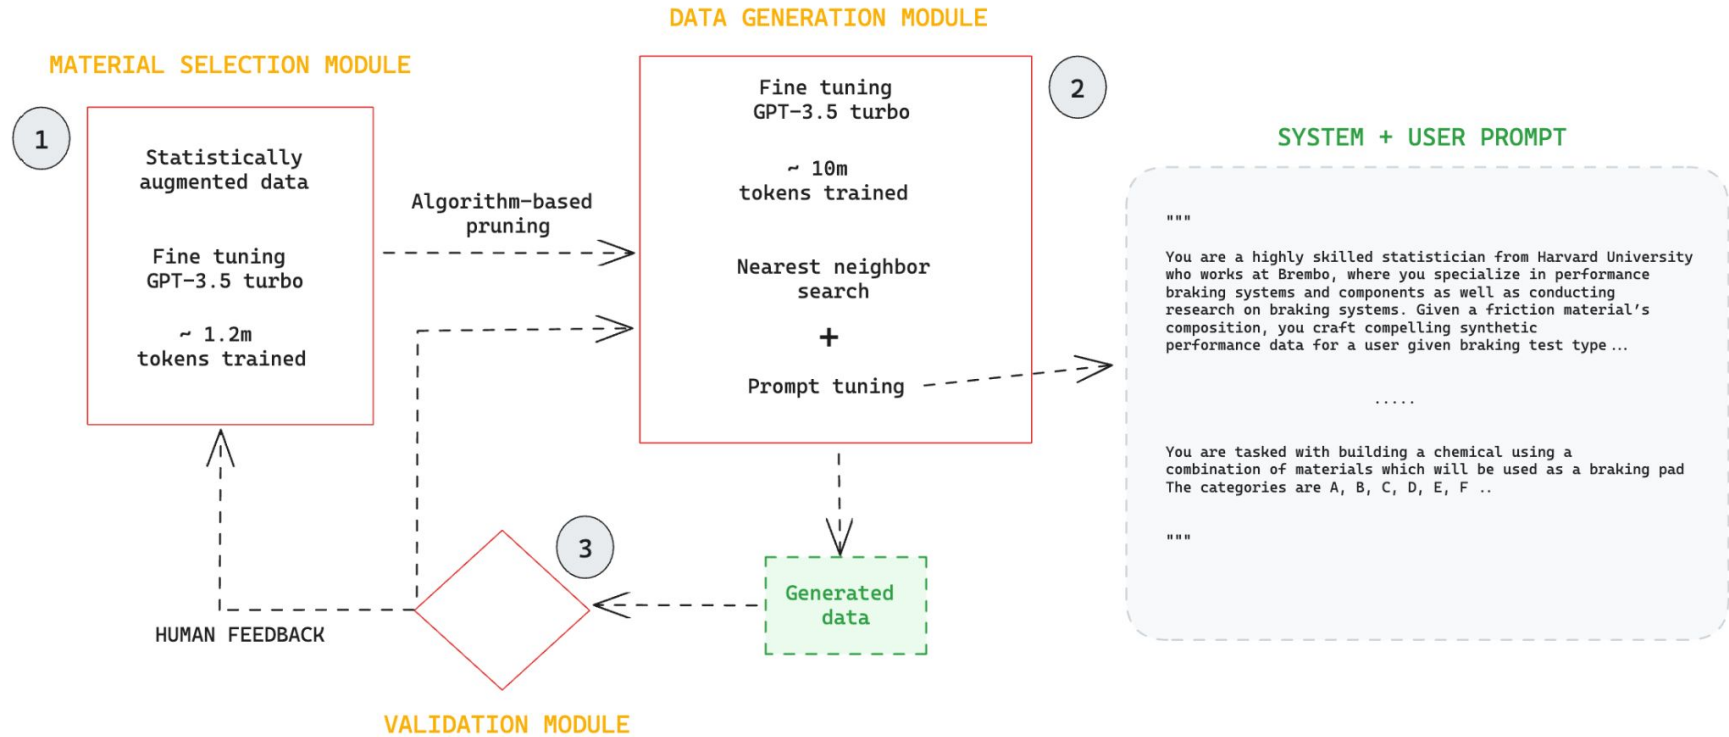 DATA GENERATION MODULE
MATERIAL SELECTION MODULE
1
Statistically
augmented data
Fine tuning
GPT-3.5 turbo
~ 1.2m
tokens trained
Algorithm-based
pruning
2
Fine tuning
GPT-3.5 turbo
~ 10m
tokens trained
Nearest neighbor
search
+
Prompt tuning
SYSTEM + USER PROMPT
"""
You are a highly skilled statistician from Harvard University
who works at Brembo, where you specialize in performance
braking systems and components as well as conducting
research on braking systems. Given a friction material's
composition, you craft compelling synthetic
performance data for a user given braking test type...
.....
You are tasked with building a chemical using a
combination of materials which will be used as a braking pad
The categories are A, B, C, D, E, F ..
"""
3
Generated
data
HUMAN FEEDBACK
VALIDATION MODULE